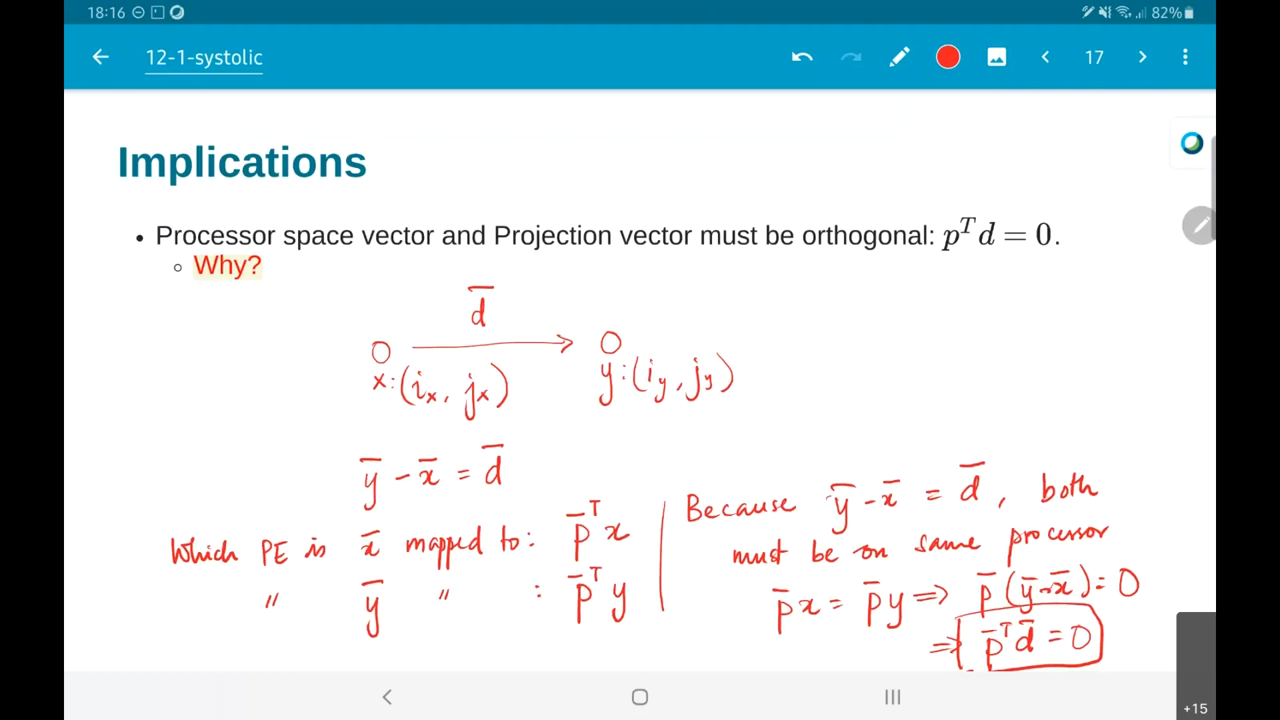 18:16 82%
12-1-systolic 17
Implications
• Processor space vector and Projection vector must be orthogonal: p^T d = 0.
○ Why?
d̅
x:(i_x, j_x) y:(i_y, j_y)
y̅ - x̅ = d̅
Which PE is x̅ mapped to: p̅^T x
" y̅ " : p̅^T y
Because y̅ - x̅ = d̅, both
must be on same processor
p̅x = p̅y ⇒ p̅(y̅-x̅) = 0
⇒ p̅^T d̅ = 0
+15